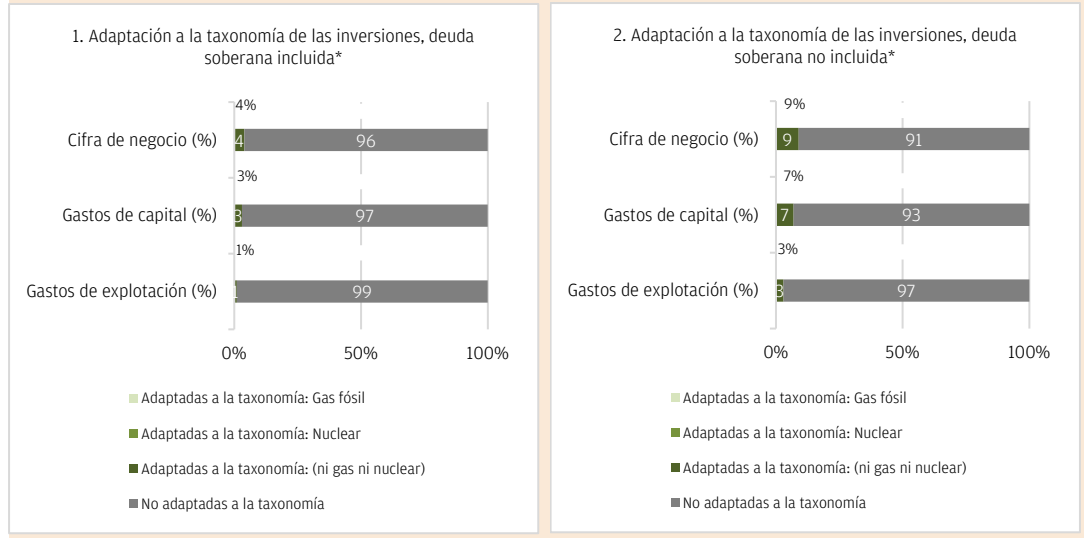 1. Adaptación a la taxonomía de las inversiones, deuda
soberana incluida*
4%
Cifra de negocio (%) 4 96
3%
Gastos de capital (%) 3 97
1%
Gastos de explotación (%) 1 99
0% 50% 100%
Adaptadas a la taxonomía: Gas fósil
Adaptadas a la taxonomía: Nuclear
Adaptadas a la taxonomía: (ni gas ni nuclear)
No adaptadas a la taxonomía
2. Adaptación a la taxonomía de las inversiones, deuda
soberana no incluida*
9%
Cifra de negocio (%) 9 91
7%
Gastos de capital (%) 7 93
3%
Gastos de explotación (%) 3 97
0% 50% 100%
Adaptadas a la taxonomía: Gas fósil
Adaptadas a la taxonomía: Nuclear
Adaptadas a la taxonomía: (ni gas ni nuclear)
No adaptadas a la taxonomía